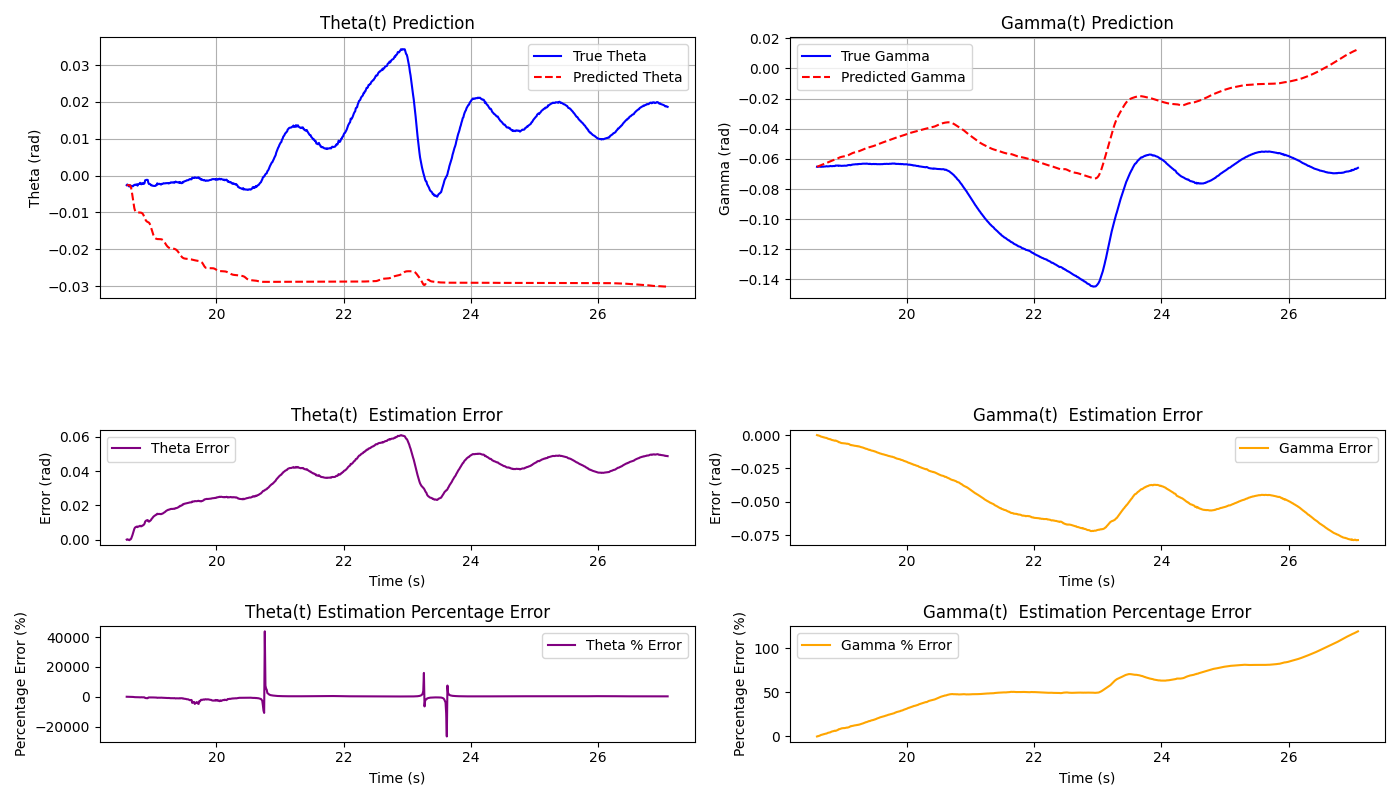 Theta(t) Prediction
Theta (rad)
0.03
0.02
0.01
0.00
−0.01
−0.02
−0.03
True Theta
Predicted Theta
20
22
24
26
Gamma(t) Prediction
Gamma (rad)
0.02
0.00
−0.02
−0.04
−0.06
−0.08
−0.10
−0.12
−0.14
True Gamma
Predicted Gamma
20
22
24
26
Theta(t)  Estimation Error
Error (rad)
0.06
0.04
0.02
0.00
Theta Error
20
22
24
26
Time (s)
Gamma(t)  Estimation Error
Error (rad)
0.000
−0.025
−0.050
−0.075
Gamma Error
20
22
24
26
Time (s)
Theta(t) Estimation Percentage Error
Percentage Error (%)
40000
20000
0
−20000
Theta % Error
20
22
24
26
Time (s)
Gamma(t)  Estimation Percentage Error
Percentage Error (%)
100
50
0
Gamma % Error
20
22
24
26
Time (s)